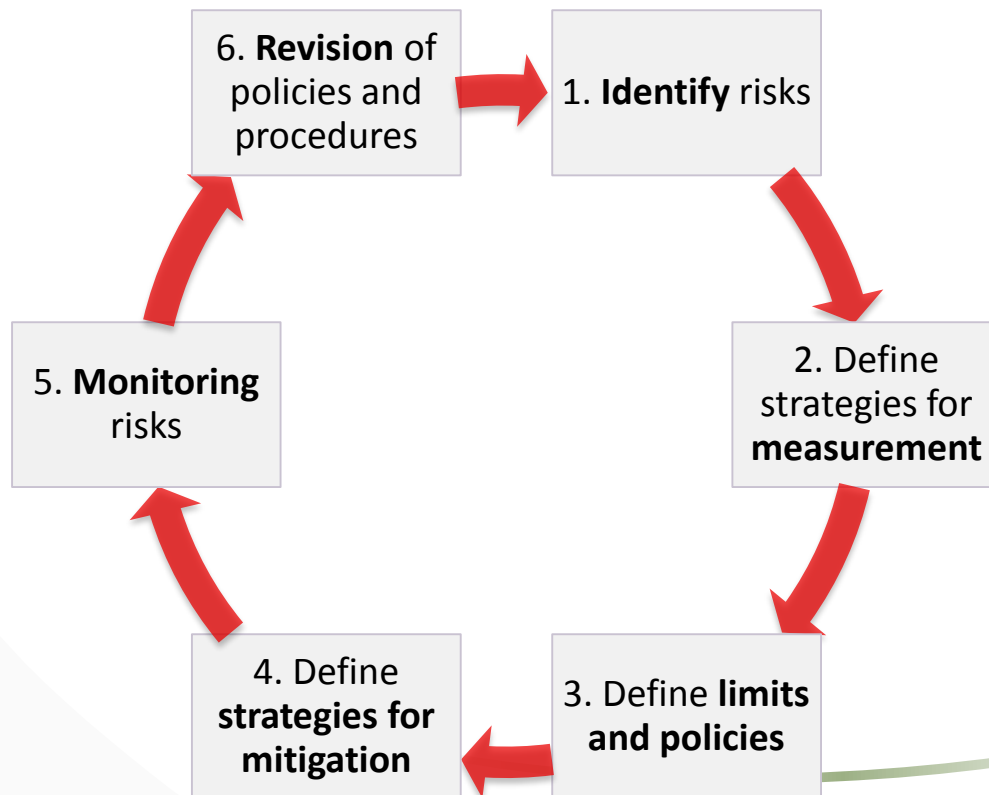 1. Identify risks
2. Define
strategies for
measurement
3. Define limits
and policies
4. Define
strategies for
mitigation
5. Monitoring
risks
6. Revision of
policies and
procedures